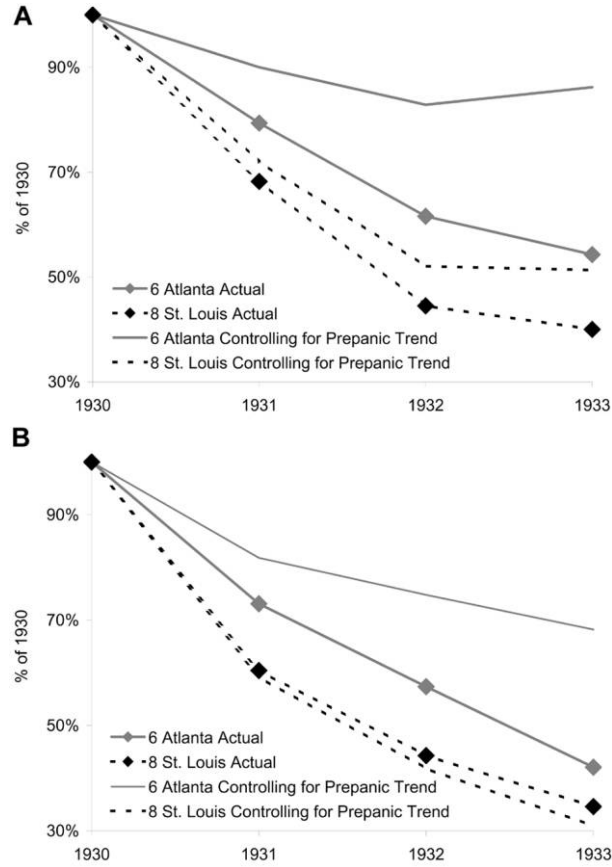 A
90%
70%
% of 1930
50%
6 Atlanta Actual
8 St. Louis Actual
6 Atlanta Controlling for Prepanic Trend
8 St. Louis Controlling for Prepanic Trend
30%
1930 1931 1932 1933
B
90%
70%
% of 1930
50%
6 Atlanta Actual
8 St. Louis Actual
6 Atlanta Controlling for Prepanic Trend
8 St. Louis Controlling for Prepanic Trend
30%
1930 1931 1932 1933